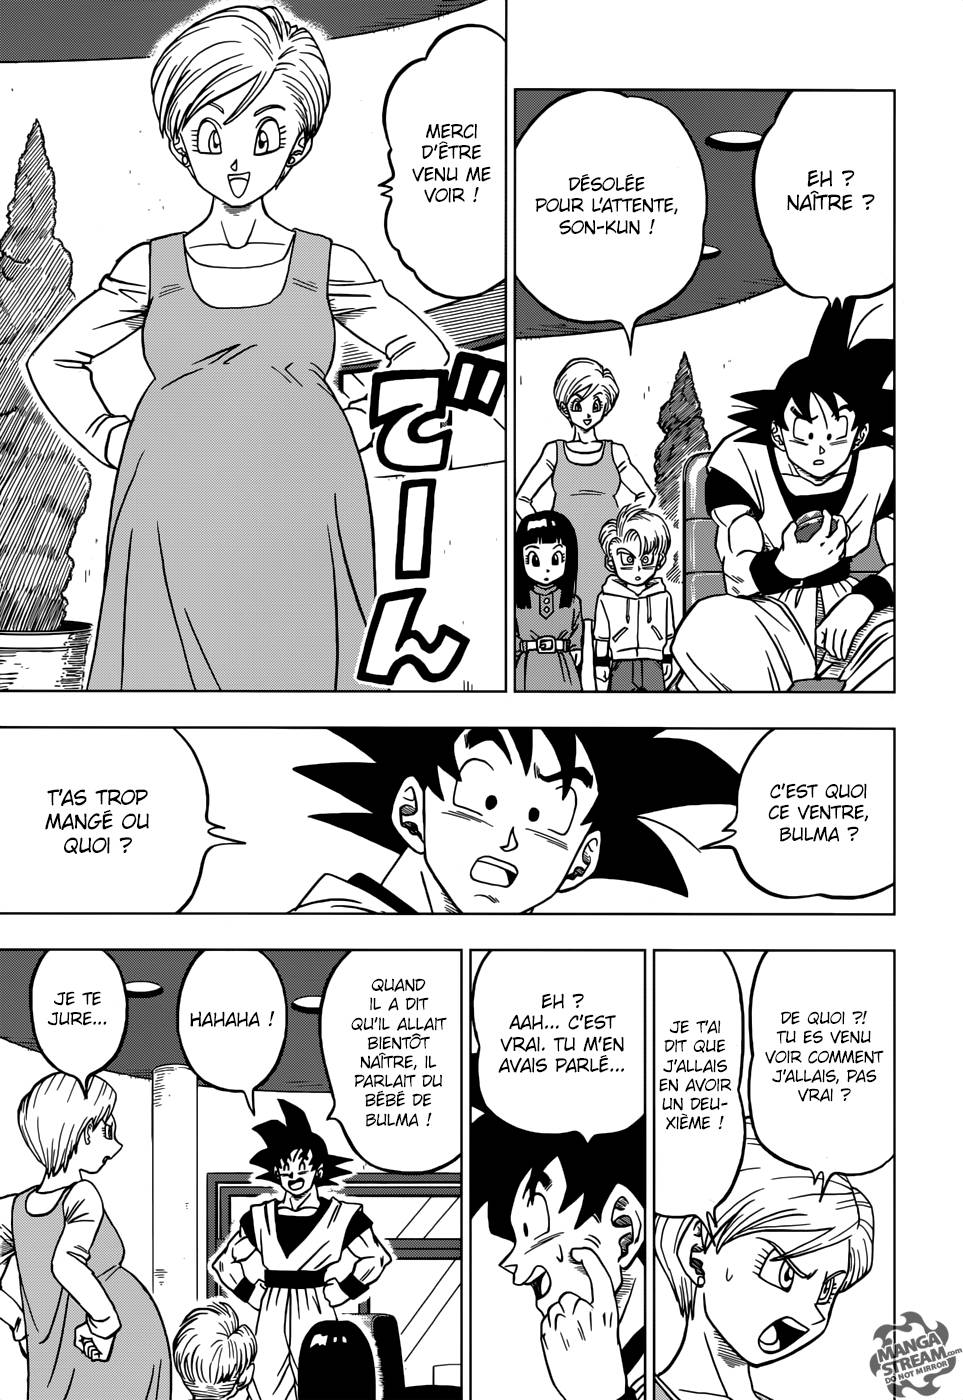 EH ?
NAÎTRE ?
DÉSOLÉE
POUR L'ATTENTE,
SON-KUN !
MERCI
D'ÊTRE
VENU ME
VOIR !
でーん
C'EST QUOI
CE VENTRE,
BULMA ?
T'AS TROP
MANGÉ OU
QUOI ?
DE QUOI ?!
TU ES VENU
VOIR COMMENT
J'ALLAIS, PAS
VRAI ?
JE T'AI
DIT QUE
J'ALLAIS
EN AVOIR
UN DEU-
XIÈME !
EH ?
AAH... C'EST
VRAI. TU M'EN
AVAIS PARLÉ...
QUAND
IL A DIT
QU'IL ALLAIT
BIENTÔT
NAÎTRE, IL
PARLAIT DU
BÉBÉ DE
BULMA !
HAHAHA !
JE TE
JURE...
MANGA
STREAM.com
DO NOT MIRROR!